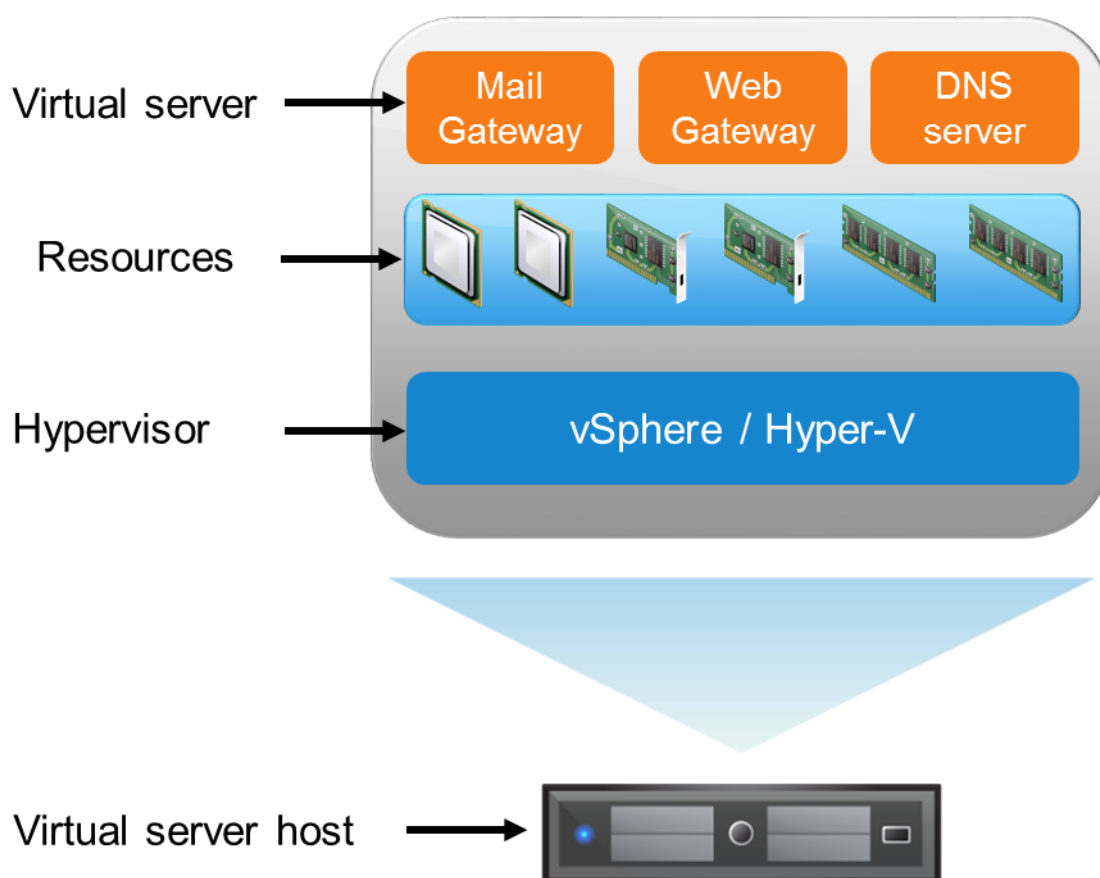 Virtual server
Mail
Gateway
Web
Gateway
DNS
server
Resources
Hypervisor
vSphere / Hyper-V
Virtual server host